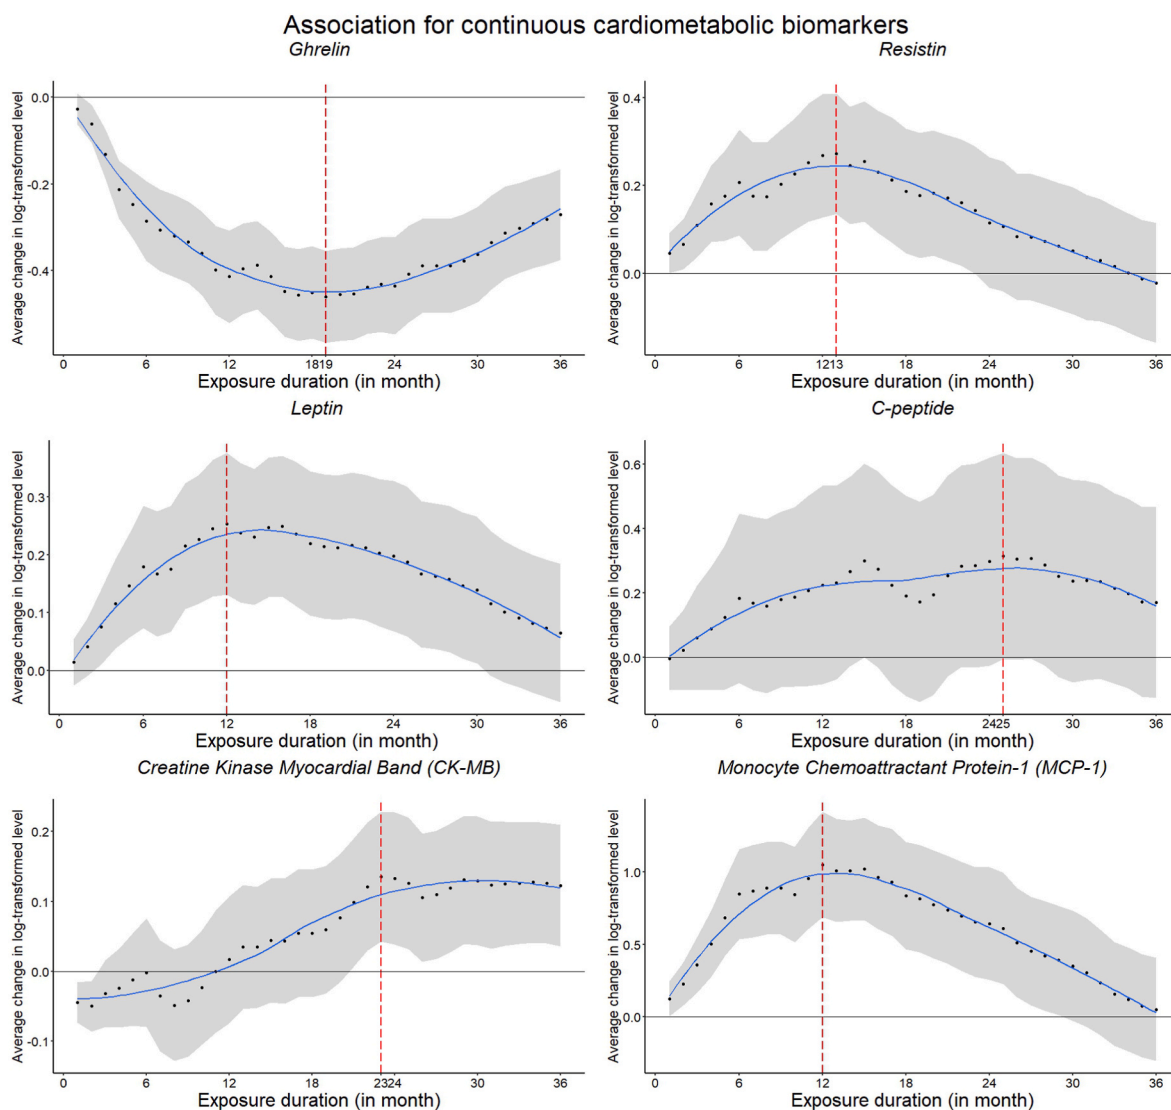 Association for continuous cardiometabolic biomarkers
Ghrelin
Average change in log-transformed level
0.0
-0.2
-0.4
0 6 12 1819 24 30 36
Exposure duration (in month)
Resistin
Average change in log-transformed level
0.4
0.2
0.0
0 6 1213 18 24 30 36
Exposure duration (in month)
Leptin
Average change in log-transformed level
0.3
0.2
0.1
0.0
0 6 12 18 24 30 36
Exposure duration (in month)
C-peptide
Average change in log-transformed level
0.6
0.4
0.2
0.0
0 6 12 18 2425 30 36
Exposure duration (in month)
Creatine Kinase Myocardial Band (CK-MB)
Average change in log-transformed level
0.2
0.1
0.0
-0.1
0 6 12 18 2324 30 36
Exposure duration (in month)
Monocyte Chemoattractant Protein-1 (MCP-1)
Average change in log-transformed level
1.0
0.5
0.0
0 6 12 18 24 30 36
Exposure duration (in month)